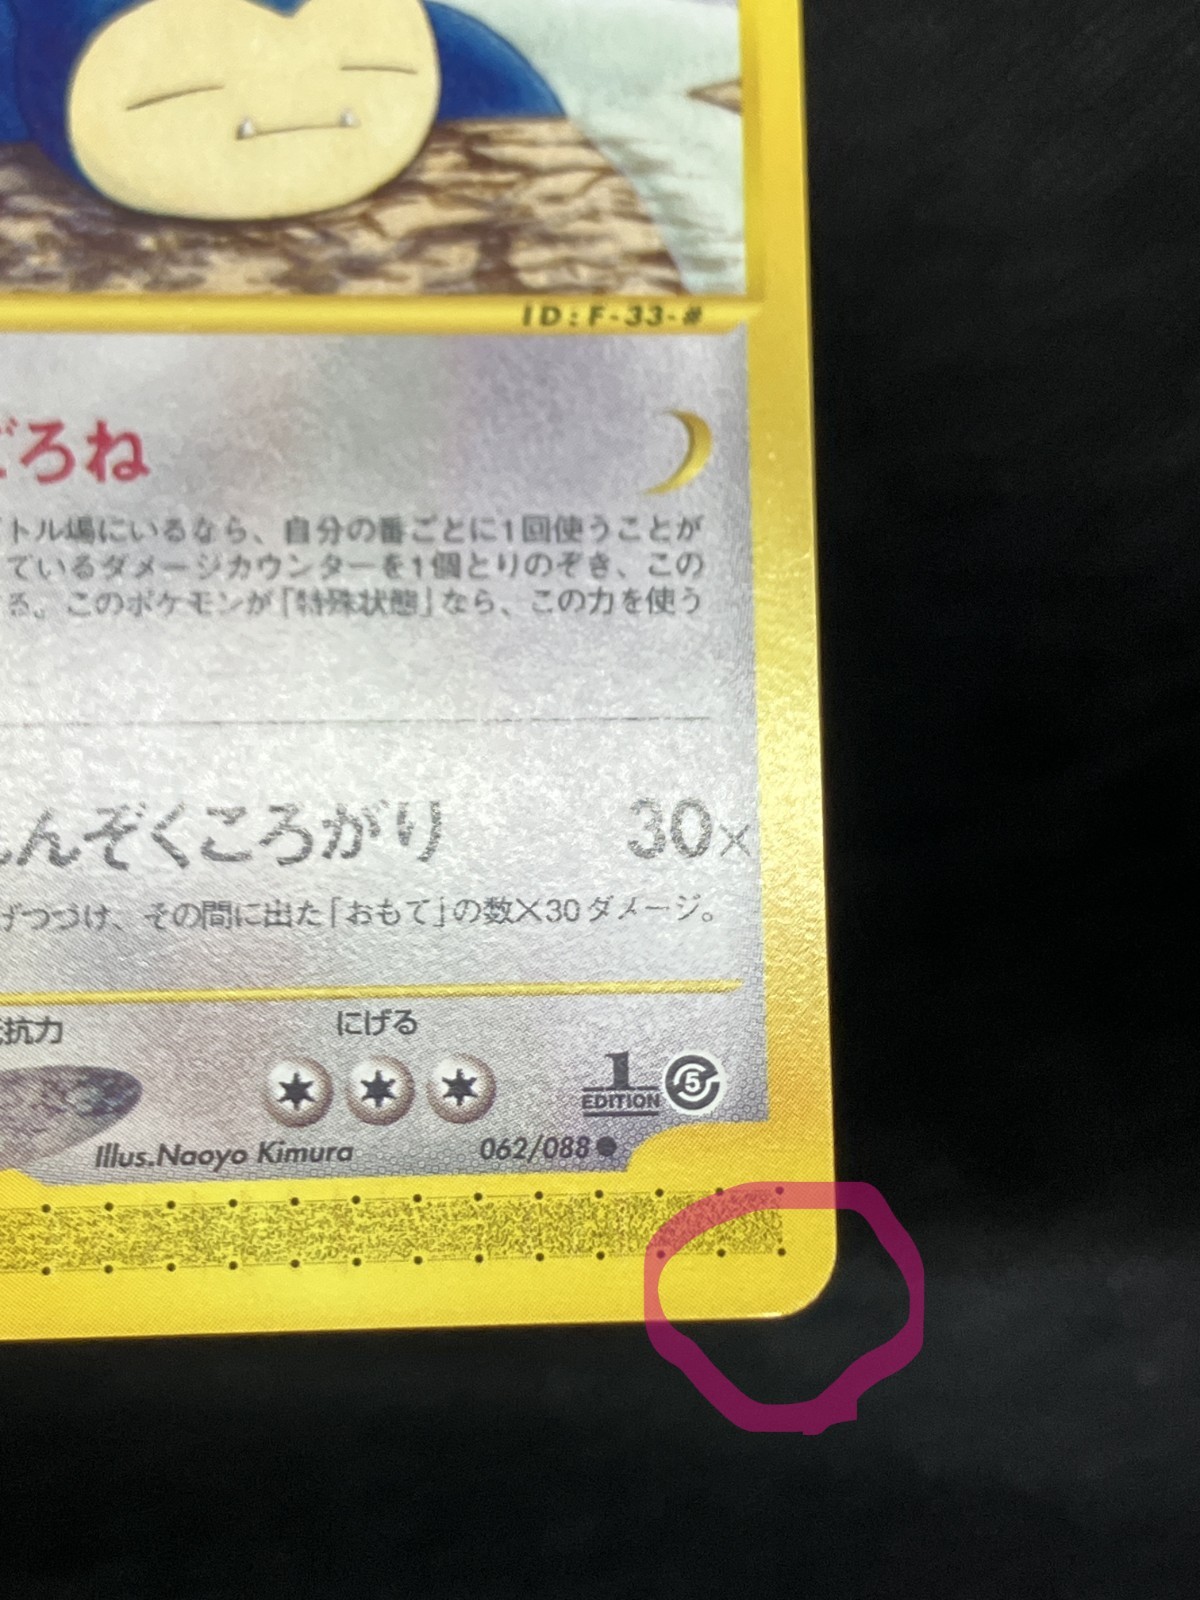 ID:F-33-#
ごろね
トル場にいるなら、自分の番ごとに1回使うことが
ているダメージカウンターを1個とりのぞき、この
る。このポケモンが「特殊状態」なら、この力を使う
んぞくころがり 30×
げつづけ、その間に出た「おもて」の数×30ダメージ。
抗力 にげる
1 EDITION 5
Illus.Naoyo Kimura 062/088●